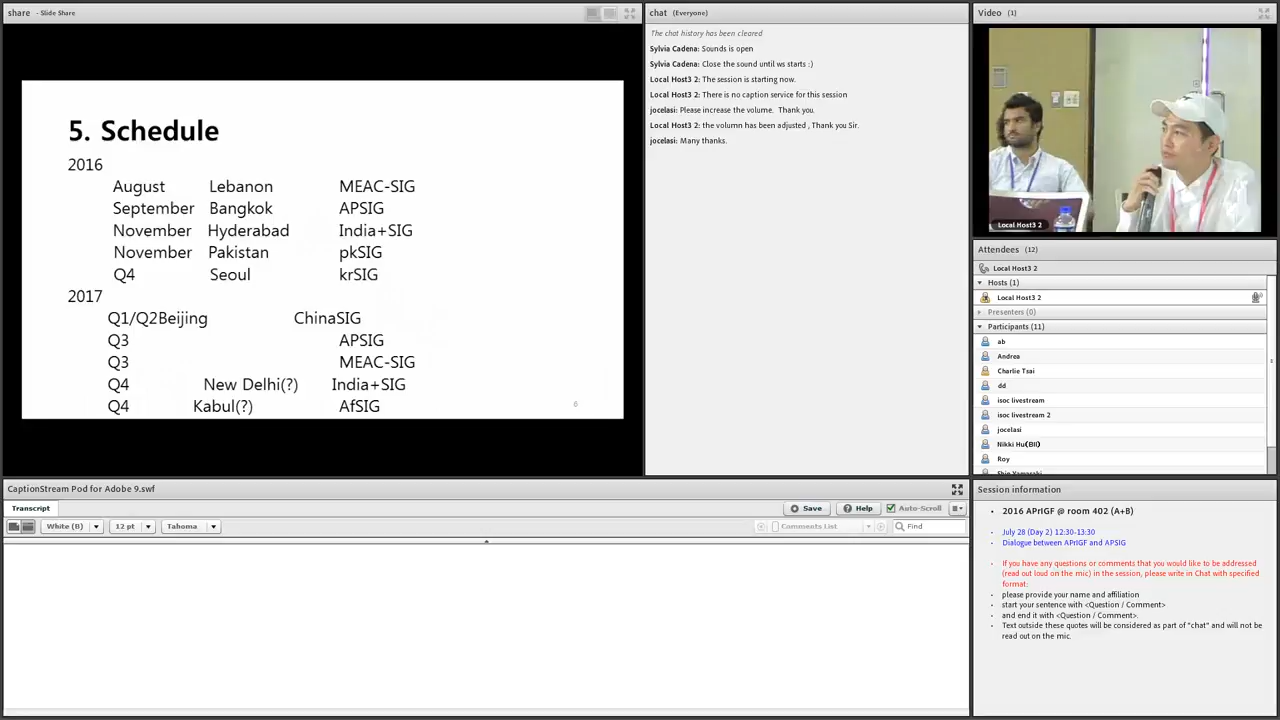 share - Slide Share
5. Schedule
2016
August Lebanon MEAC-SIG
September Bangkok APSIG
November Hyderabad India+SIG
November Pakistan pkSIG
Q4 Seoul krSIG
2017
Q1/Q2Beijing ChinaSIG
Q3 APSIG
Q3 MEAC-SIG
Q4 New Delhi(?) India+SIG
Q4 Kabul(?) AfSIG
6
chat (Everyone)
The chat history has been cleared
Sylvia Cadena: Sounds is open
Sylvia Cadena: Close the sound until ws starts :)
Local Host3 2: The session is starting now.
Local Host3 2: There is no caption service for this session
jocelasi: Please increase the volume. Thank you.
Local Host3 2: the volumn has been adjusted , Thank you Sir.
jocelasi: Many thanks.
Video (1)
Local Host3 2
Attendees (12)
Local Host3 2
Hosts (1)
Local Host3 2
Presenters (0)
Participants (11)
ab
Andrea
Charlie Tsai
dd
isoc livestream
isoc livestream 2
jocelasi
Nikki Hu(BII)
Roy
CaptionStream Pod for Adobe 9.swf
Transcript
Save Help Auto-Scroll
White (B) 12 pt Tahoma Comments List Find
Session information
2016 APrIGF @ room 402 (A+B)
July 28 (Day 2) 12:30-13:30
Dialogue between APrIGF and APSIG
If you have any questions or comments that you would like to be addressed
(read out loud on the mic) in the session, please write in Chat with specified
format:
please provide your name and affiliation
start your sentence with <Question / Comment>
and end it with <Question / Comment>.
Text outside these quotes will be considered as part of "chat" and will not be
read out on the mic.